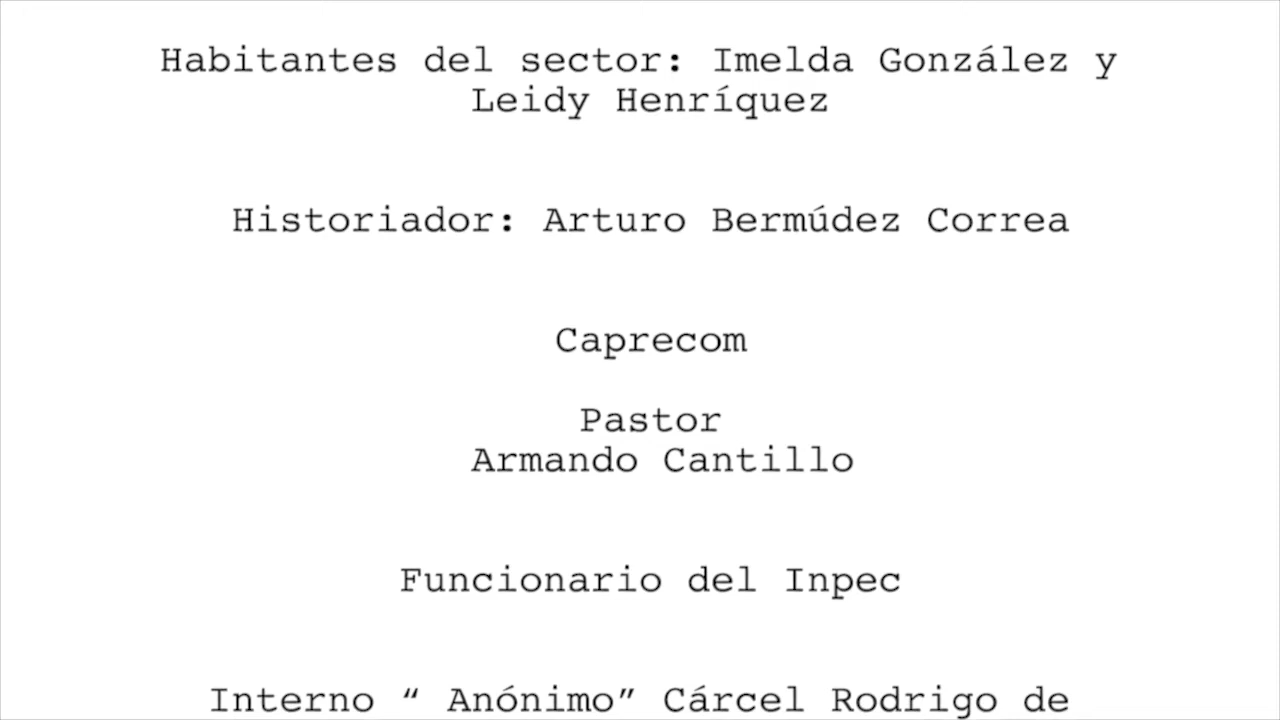 Habitantes del sector: Imelda González y
Leidy Henríquez
Historiador: Arturo Bermúdez Correa
Caprecom
Pastor
Armando Cantillo
Funcionario del Inpec
Interno “ Anónimo” Cárcel Rodrigo de